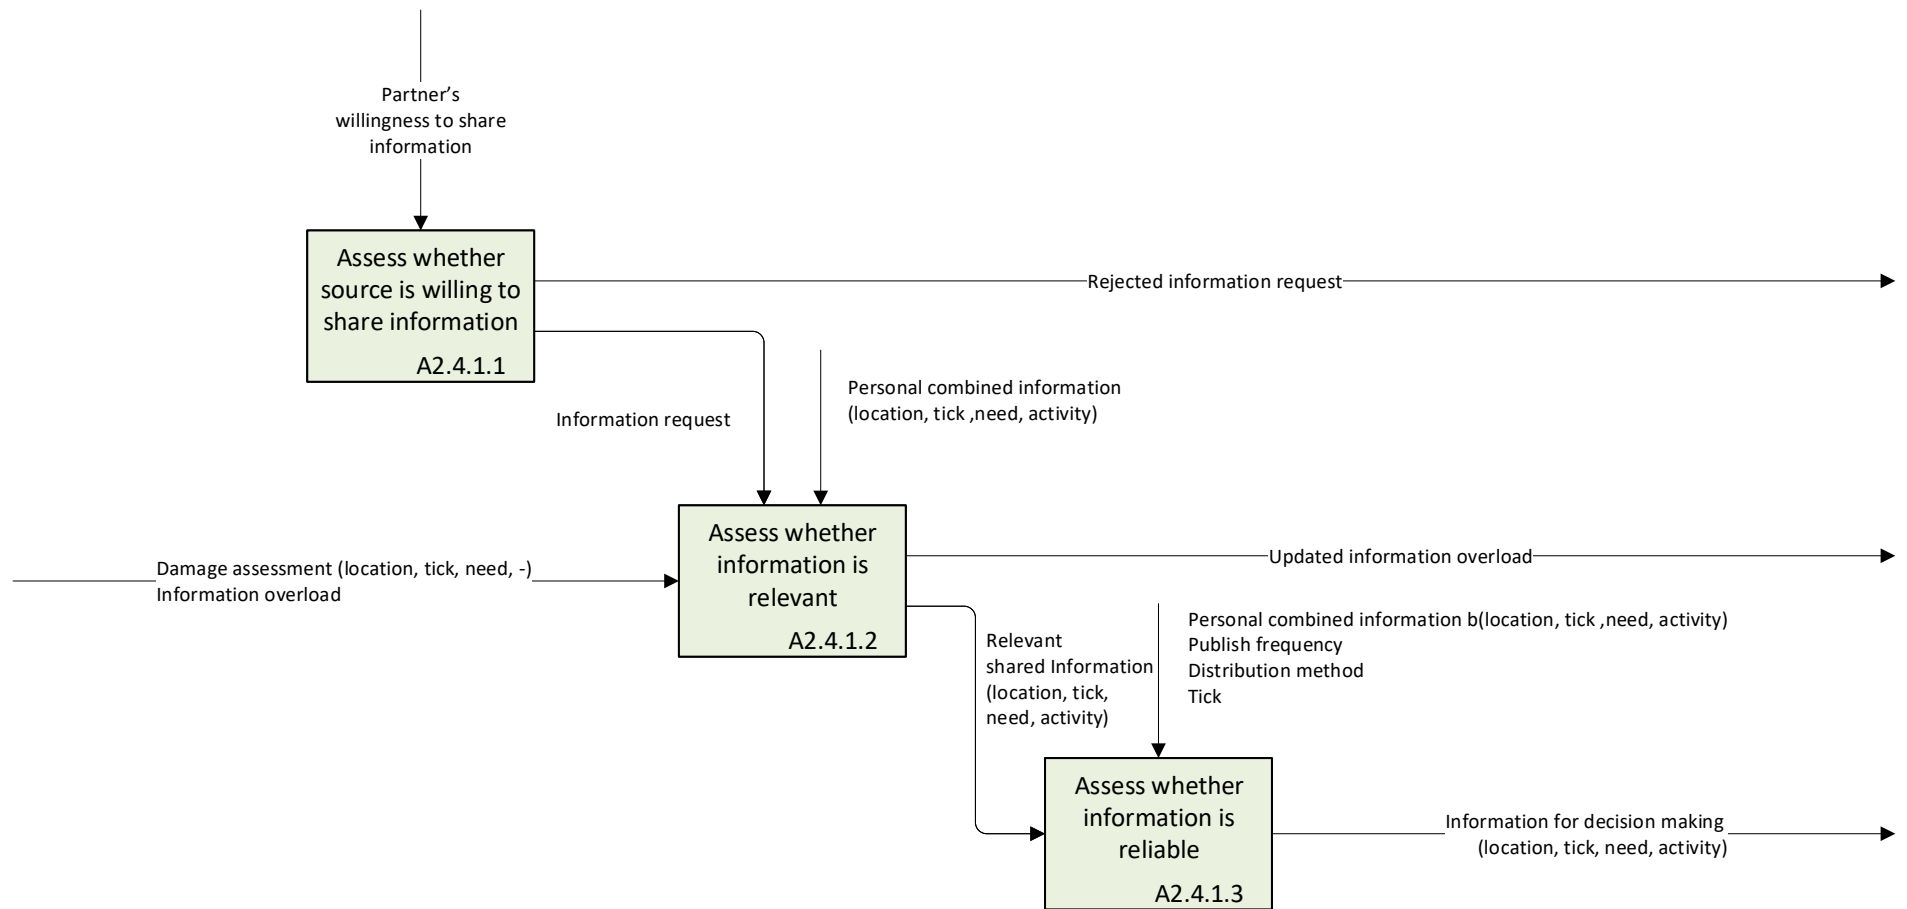 Partner’s
willingness to share
information
Assess whether
source is willing to
share information
A2.4.1.1
Rejected information request
Information request
Personal combined information
(location, tick ,need, activity)
Damage assessment (location, tick, need, -)
Information overload
Assess whether
information is
relevant
A2.4.1.2
Updated information overload
Relevant
shared Information
(location, tick,
need, activity)
Personal combined information b(location, tick ,need, activity)
Publish frequency
Distribution method
Tick
Assess whether
information is
reliable
A2.4.1.3
Information for decision making
(location, tick, need, activity)